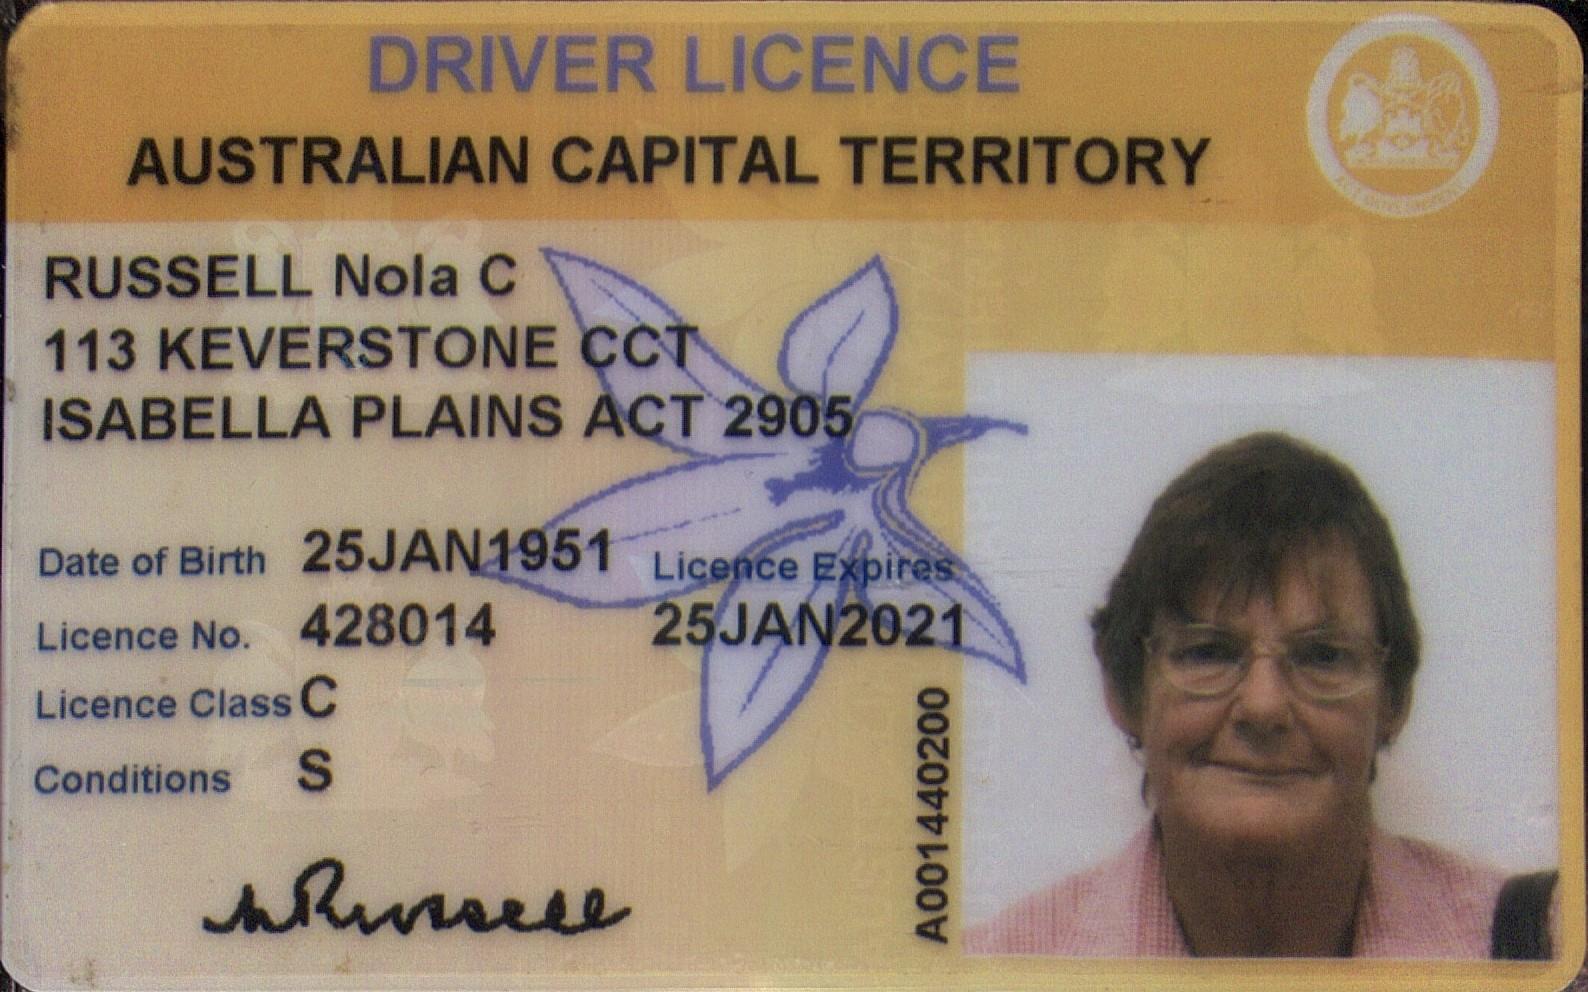 DRIVER LICENCE
AUSTRALIAN CAPITAL TERRITORY
RUSSELL Nola C
113 KEVERSTONE CCT
ISABELLA PLAINS ACT 2905
Date of Birth 25JAN1951
Licence Expires
25JAN2021
Licence No. 428014
Licence Class C
Conditions S
A001440200
N Russell